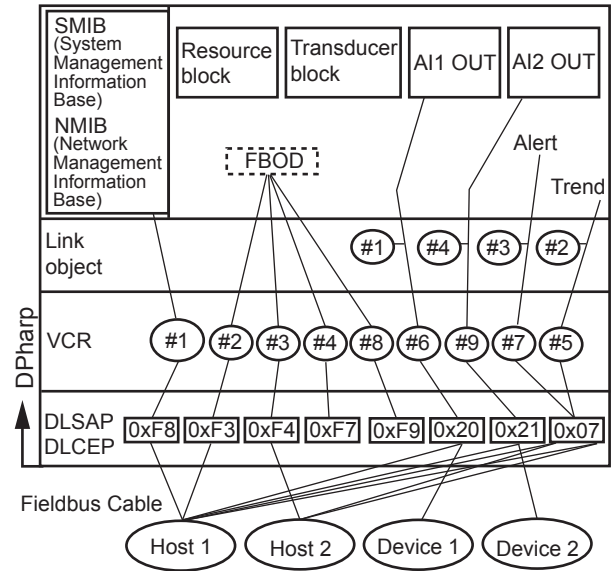 SMIB
(System
Management
Information
Base)
NMIB
(Network
Management
Information
Base)
Resource
block
Transducer
block
AI1 OUT
AI2 OUT
FBOD
Alert
Trend
Link
object
#1
#4
#3
#2
VCR
#1
#2
#3
#4
#8
#6
#9
#7
#5
DPharp
DLSAP
DLCEP
0xF8
0xF3
0xF4
0xF7
0xF9
0x20
0x21
0x07
Fieldbus Cable
Host 1
Host 2
Device 1
Device 2